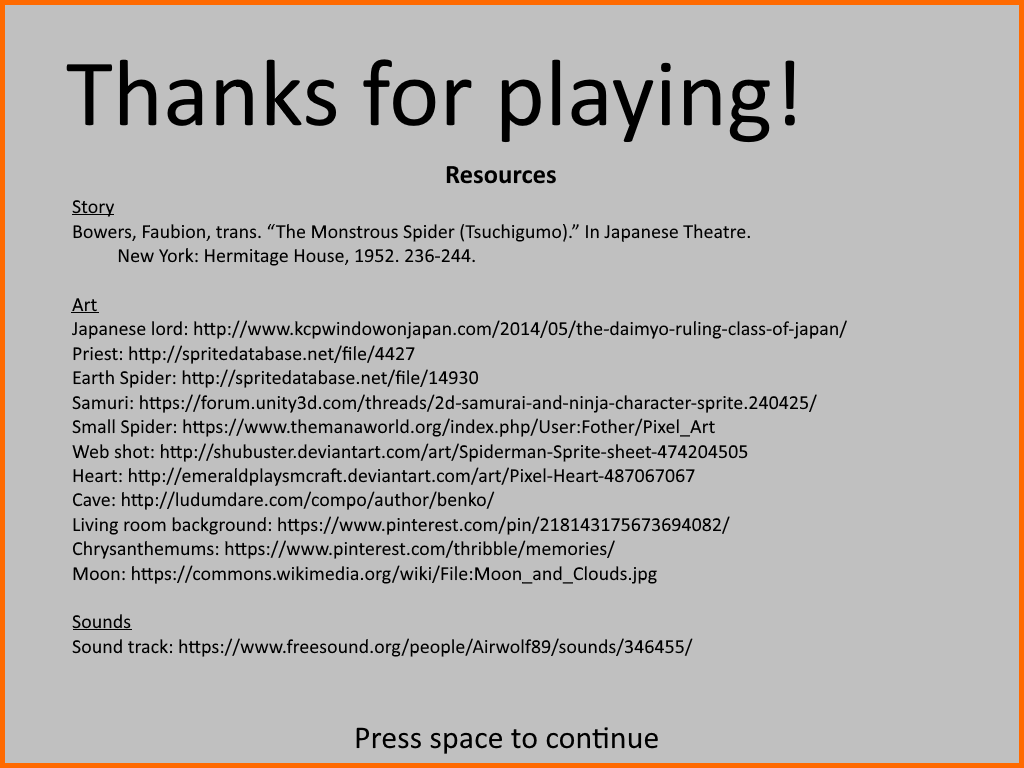 Thanks for playing!
Resources
Story
Bowers, Faubion, trans. “The Monstrous Spider (Tsuchigumo).” In Japanese Theatre.
New York: Hermitage House, 1952. 236-244.
Art
Japanese lord: http://www.kcpwindowonjapan.com/2014/05/the-daimyo-ruling-class-of-japan/
Priest: http://spritedatabase.net/file/4427
Earth Spider: http://spritedatabase.net/file/14930
Samuri: https://forum.unity3d.com/threads/2d-samurai-and-ninja-character-sprite.240425/
Small Spider: https://www.themanaworld.org/index.php/User:Fother/Pixel_Art
Web shot: http://shubuster.deviantart.com/art/Spiderman-Sprite-sheet-474204505
Heart: http://emeraldplaysmcraft.deviantart.com/art/Pixel-Heart-487067067
Cave: http://ludumdare.com/compo/author/benko/
Living room background: https://www.pinterest.com/pin/218143175673694082/
Chrysanthemums: https://www.pinterest.com/thribble/memories/
Moon: https://commons.wikimedia.org/wiki/File:Moon_and_Clouds.jpg
Sounds
Sound track: https://www.freesound.org/people/Airwolf89/sounds/346455/
Press space to continue